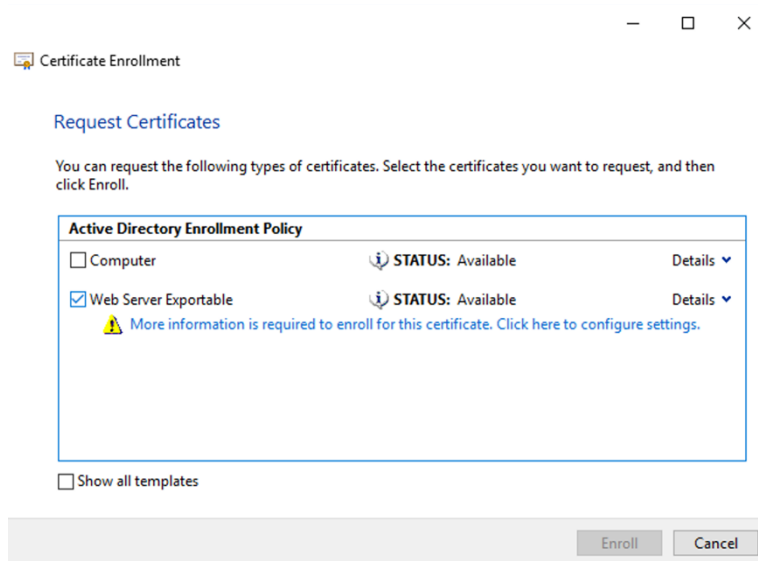 Certificate Enrollment
Request Certificates
You can request the following types of certificates. Select the certificates you want to request, and then
click Enroll.
Active Directory Enrollment Policy
Computer STATUS: Available Details
Web Server Exportable STATUS: Available Details
More information is required to enroll for this certificate. Click here to configure settings.
Show all templates
Enroll Cancel